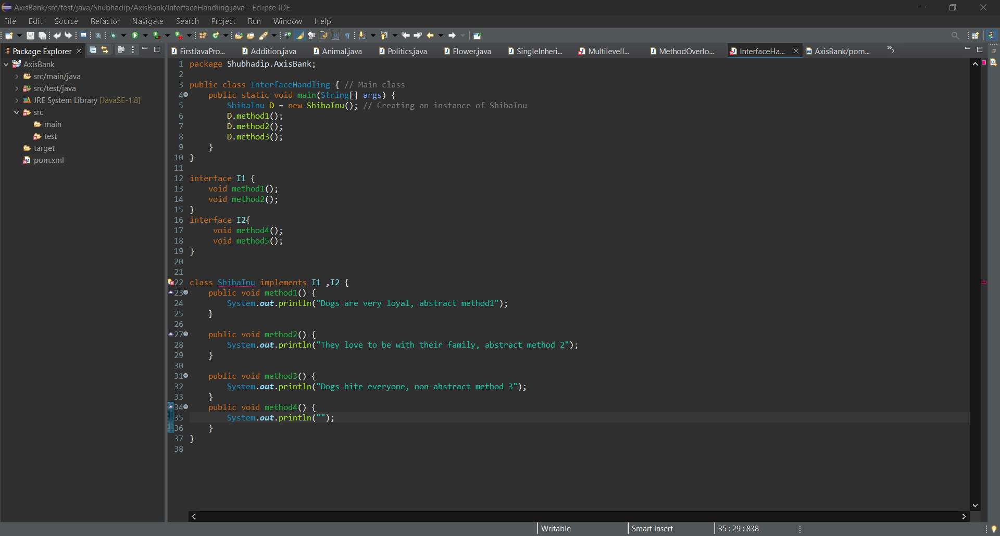 AxisBank/src/test/java/Shubhadip/AxisBank/InterfaceHandling.java - Eclipse IDE
File Edit Source Refactor Navigate Search Project Run Window Help
Package Explorer
AxisBank
src/main/java
src/test/java
JRE System Library [JavaSE-1.8]
src
main
test
target
pom.xml
FirstJavaPro... Addition.java Animal.java Politics.java Flower.java SingleInheri... MultilevelI... MethodOverlo... InterfaceHa... AxisBank/pom... »7
1 package Shubhadip.AxisBank;
2
3 public class InterfaceHandling { // Main class
4     public static void main(String[] args) {
5         ShibaInu D = new ShibaInu(); // Creating an instance of ShibaInu
6         D.method1();
7         D.method2();
8         D.method3();
9     }
10 }
11
12 interface I1 {
13     void method1();
14     void method2();
15 }
16 interface I2{
17      void method4();
18      void method5();
19 }
20
21
22 class ShibaInu implements I1 ,I2 {
23     public void method1() {
24         System.out.println("Dogs are very loyal, abstract method1");
25     }
26
27     public void method2() {
28         System.out.println("They love to be with their family, abstract method 2");
29     }
30
31     public void method3() {
32         System.out.println("Dogs bite everyone, non-abstract method 3");
33     }
34     public void method4() {
35         System.out.println("");
36     }
37 }
38
Writable Smart Insert 35 : 29 : 838